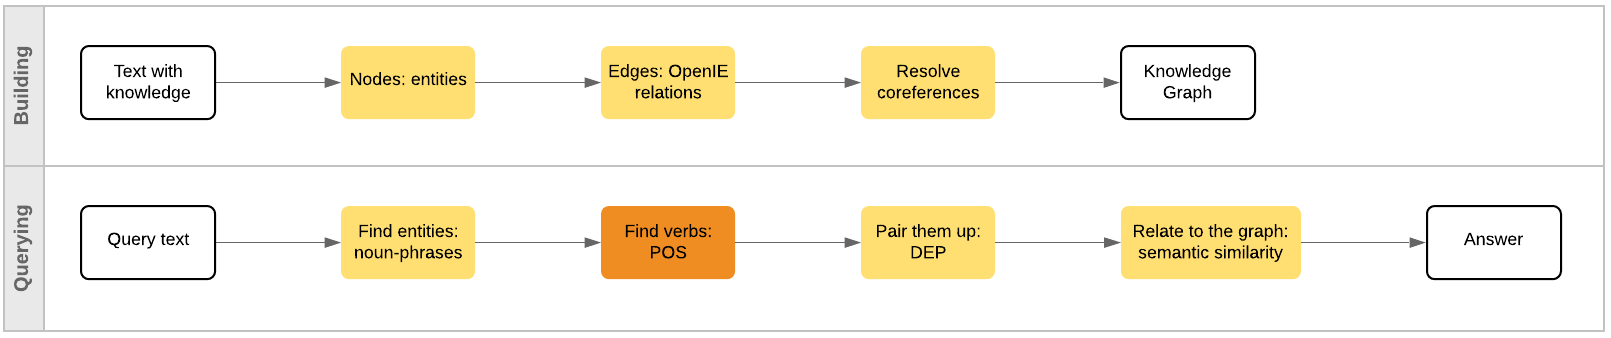 Building
Text with
knowledge
Nodes: entities
Edges: OpenIE
relations
Resolve
coreferences
Knowledge
Graph
Querying
Query text
Find entities:
noun-phrases
Find verbs:
POS
Pair them up:
DEP
Relate to the graph:
semantic similarity
Answer